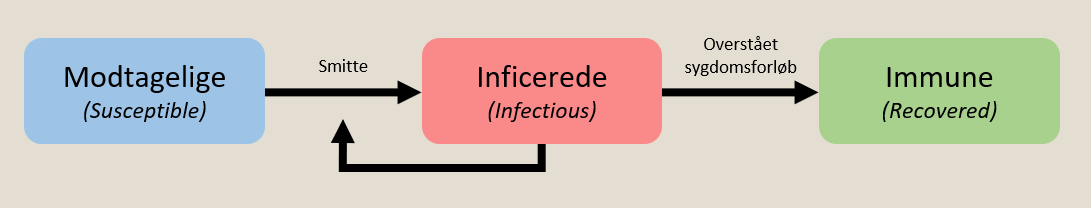 Modtagelige
(Susceptible)
Smitte
Inficerede
(Infectious)
Overstået
sygdomsforløb
Immune
(Recovered)